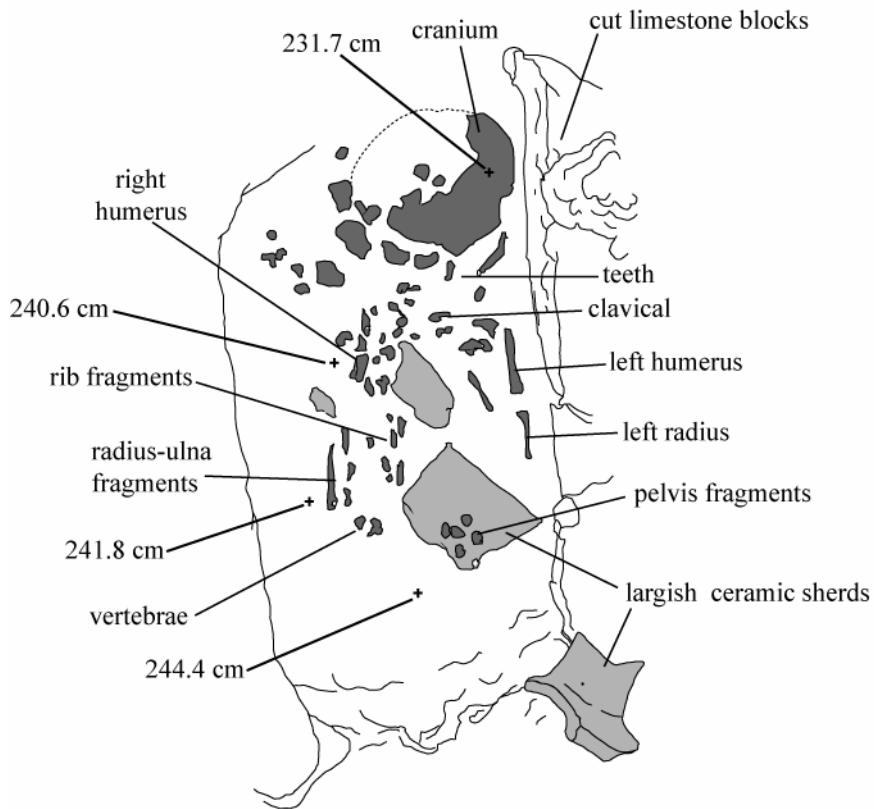 231.7 cm
cranium
cut limestone blocks
right
humerus
teeth
240.6 cm
clavical
rib fragments
left humerus
radius-ulna
fragments
left radius
pelvis fragments
241.8 cm
largish ceramic sherds
vertebrae
244.4 cm